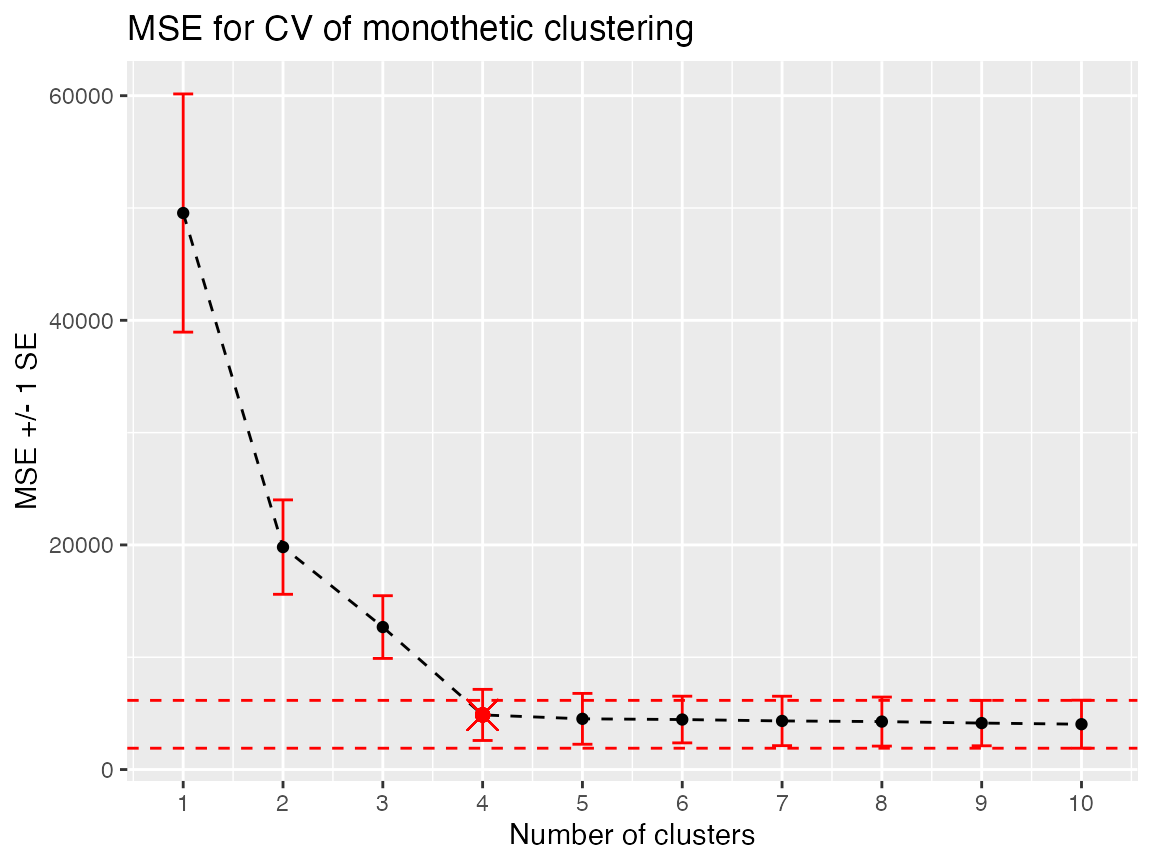 MSE for CV of monothetic clustering
MSE +/- 1 SE
60000
40000
20000
0
1 2 3 4 5 6 7 8 9 10
Number of clusters